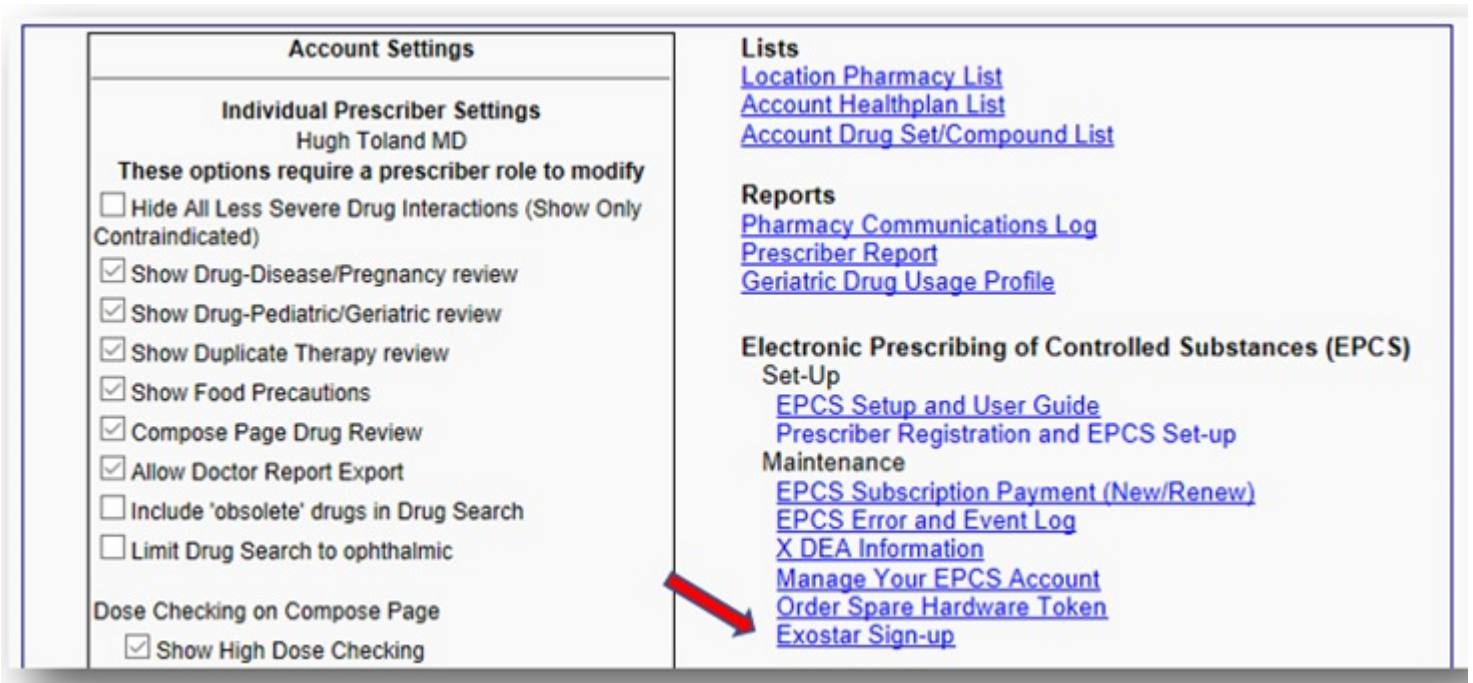 Account Settings
Individual Prescriber Settings
Hugh Toland MD
These options require a prescriber role to modify
Hide All Less Severe Drug Interactions (Show Only
Contraindicated)
Show Drug-Disease/Pregnancy review
Show Drug-Pediatric/Geriatric review
Show Duplicate Therapy review
Show Food Precautions
Compose Page Drug Review
Allow Doctor Report Export
Include 'obsolete' drugs in Drug Search
Limit Drug Search to ophthalmic
Dose Checking on Compose Page
Show High Dose Checking
Lists
Location Pharmacy List
Account Healthplan List
Account Drug Set/Compound List
Reports
Pharmacy Communications Log
Prescriber Report
Geriatric Drug Usage Profile
Electronic Prescribing of Controlled Substances (EPCS)
Set-Up
EPCS Setup and User Guide
Prescriber Registration and EPCS Set-up
Maintenance
EPCS Subscription Payment (New/Renew)
EPCS Error and Event Log
X DEA Information
Manage Your EPCS Account
Order Spare Hardware Token
Exostar Sign-up